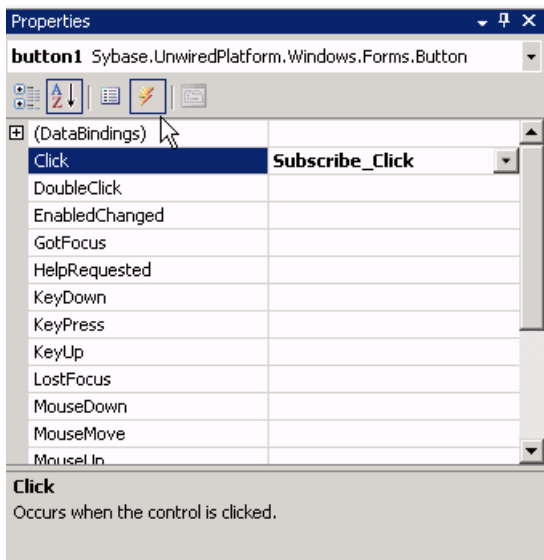 Properties
button1 Sybase.UnwiredPlatform.Windows.Forms.Button
(DataBindings)
Click Subscribe_Click
DoubleClick
EnabledChanged
GotFocus
HelpRequested
KeyDown
KeyPress
KeyUp
LostFocus
MouseDown
MouseMove
MouseUp
Click
Occurs when the control is clicked.